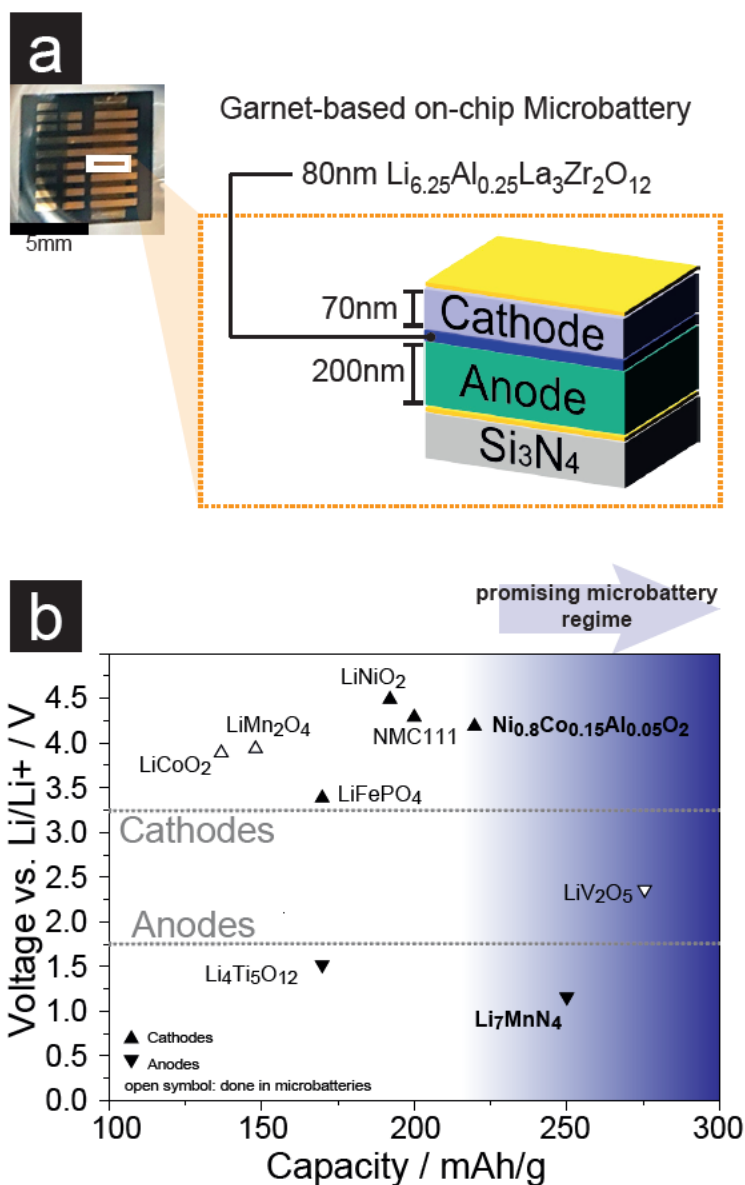 a
Garnet-based on-chip Microbattery
80nm Li₆.₂₅Al₀.₂₅La₃Zr₂O₁₂
5mm
70nm
Cathode
200nm
Anode
Si₃N₄
b
promising microbattery
regime
Voltage vs. Li/Li+ / V
4.5
4.0
3.5
3.0
2.5
2.0
1.5
1.0
0.5
0.0
LiNiO₂
LiMn₂O₄
NMC111
Ni₀.₈Co₀.₁₅Al₀.₀₅O₂
LiCoO₂
LiFePO₄
Cathodes
LiV₂O₅
Anodes
Li₄Ti₅O₁₂
Li₇MnN₄
▲ Cathodes
▼ Anodes
open symbol: done in microbatteries
100 150 200 250 300
Capacity / mAh/g